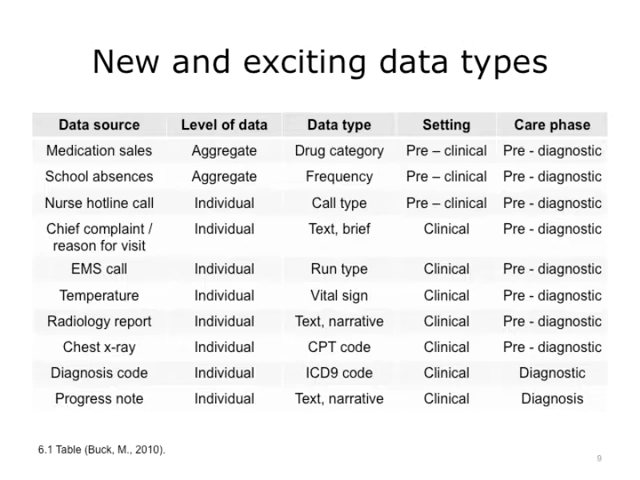 New and exciting data types
Data source Level of data Data type Setting Care phase
Medication sales Aggregate Drug category Pre – clinical Pre - diagnostic
School absences Aggregate Frequency Pre – clinical Pre - diagnostic
Nurse hotline call Individual Call type Pre – clinical Pre - diagnostic
Chief complaint / Individual Text, brief Clinical Pre - diagnostic
reason for visit
EMS call Individual Run type Clinical Pre - diagnostic
Temperature Individual Vital sign Clinical Pre - diagnostic
Radiology report Individual Text, narrative Clinical Pre - diagnostic
Chest x-ray Individual CPT code Clinical Pre - diagnostic
Diagnosis code Individual ICD9 code Clinical Diagnostic
Progress note Individual Text, narrative Clinical Diagnosis
6.1 Table (Buck, M., 2010).
9